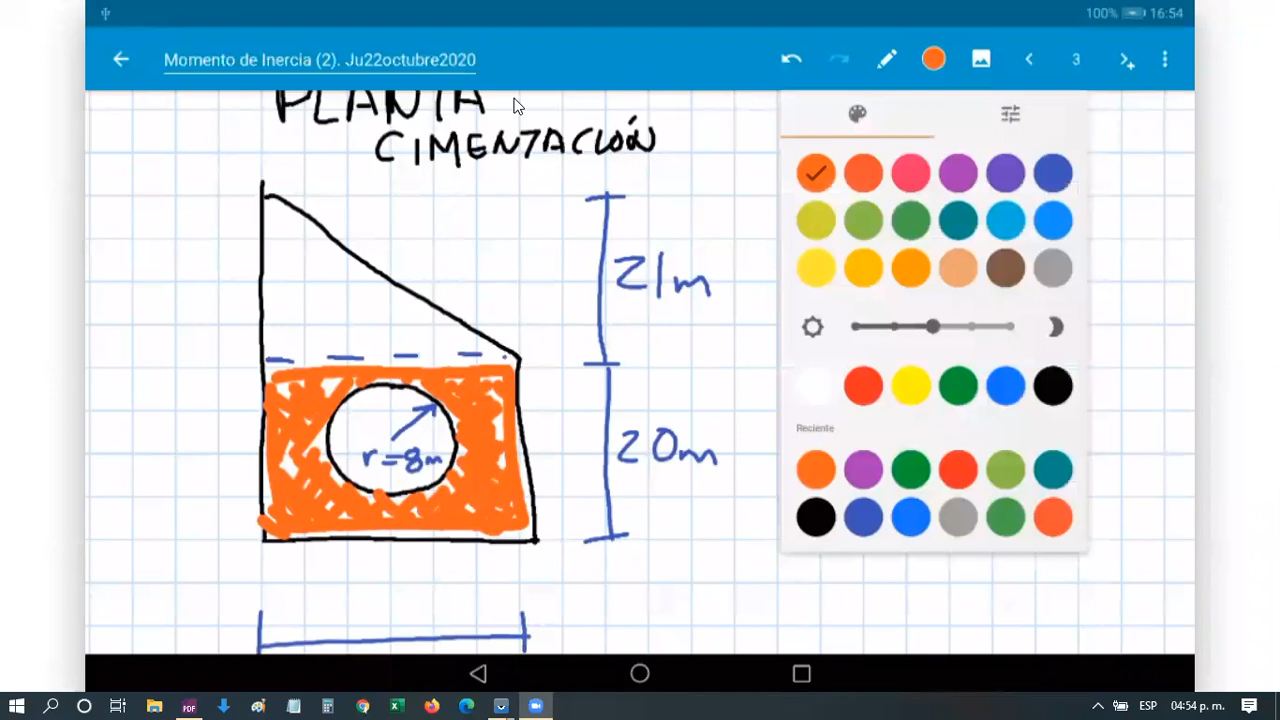 100% 16:54
Momento de Inercia (2). Ju22octubre2020
3
PLANTA
CIMENTACIÓN
21m
r=8m
20m
Reciente
ESP 04:54 p. m.